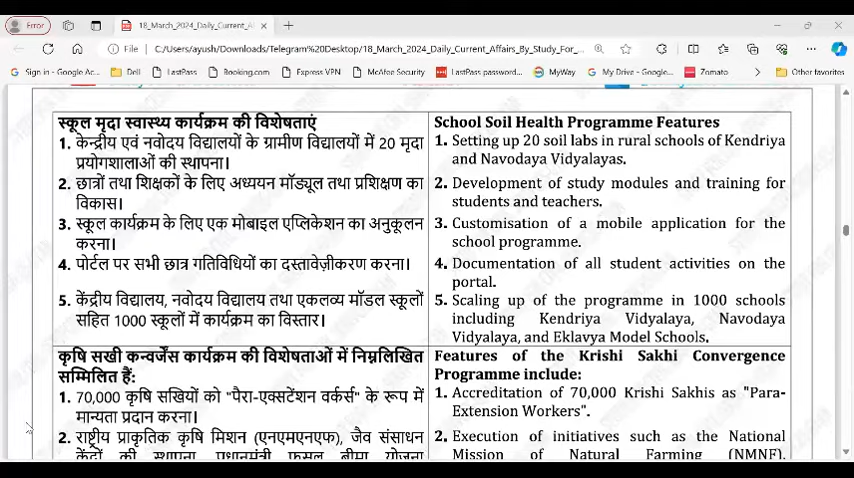 Error
18_March_2024_Daily_Current_Af
File
C:/Users/ayush/Downloads/Telegram%20Desktop/18_March_2024_Daily_Current_Affairs_By_Study_For_...
Sign in - Google Ac...
Dell
LastPass
Booking.com
Express VPN
McAfee Security
LastPass password...
MyWay
My Drive - Google...
Zomato
Other favorites
स्कूल मृदा स्वास्थ्य कार्यक्रम की विशेषताएं
1. केन्द्रीय एवं नवोदय विद्यालयों के ग्रामीण विद्यालयों में 20 मृदा
प्रयोगशालाओं की स्थापना।
2. छात्रों तथा शिक्षकों के लिए अध्ययन मॉड्यूल तथा प्रशिक्षण का
विकास।
3. स्कूल कार्यक्रम के लिए एक मोबाइल एप्लिकेशन का अनुकूलन
करना।
4. पोर्टल पर सभी छात्र गतिविधियों का दस्तावेज़ीकरण करना।
5. केंद्रीय विद्यालय, नवोदय विद्यालय तथा एकलव्य मॉडल स्कूलों
सहित 1000 स्कूलों में कार्यक्रम का विस्तार।
School Soil Health Programme Features
1. Setting up 20 soil labs in rural schools of Kendriya
and Navodaya Vidyalayas.
2. Development of study modules and training for
students and teachers.
3. Customisation of a mobile application for the
school programme.
4. Documentation of all student activities on the
portal.
5. Scaling up of the programme in 1000 schools
including Kendriya Vidyalaya, Navodaya
Vidyalaya, and Eklavya Model Schools.
कृषि सखी कन्वर्जेंस कार्यक्रम की विशेषताओं में निम्नलिखित
सम्मिलित हैं:
1. 70,000 कृषि सखियों को "पैरा-एक्सटेंशन वर्कर्स" के रूप में
मान्यता प्रदान करना।
2. राष्ट्रीय प्राकृतिक कृषि मिशन (एनएमएनएफ), जैव संसाधन
केंद्रों की स्थापना, प्रधानमंत्री फसल बीमा योजना
Features of the Krishi Sakhi Convergence
Programme include:
1. Accreditation of 70,000 Krishi Sakhis as "Para-
Extension Workers".
2. Execution of initiatives such as the National
Mission of Natural Farming (NMNF),